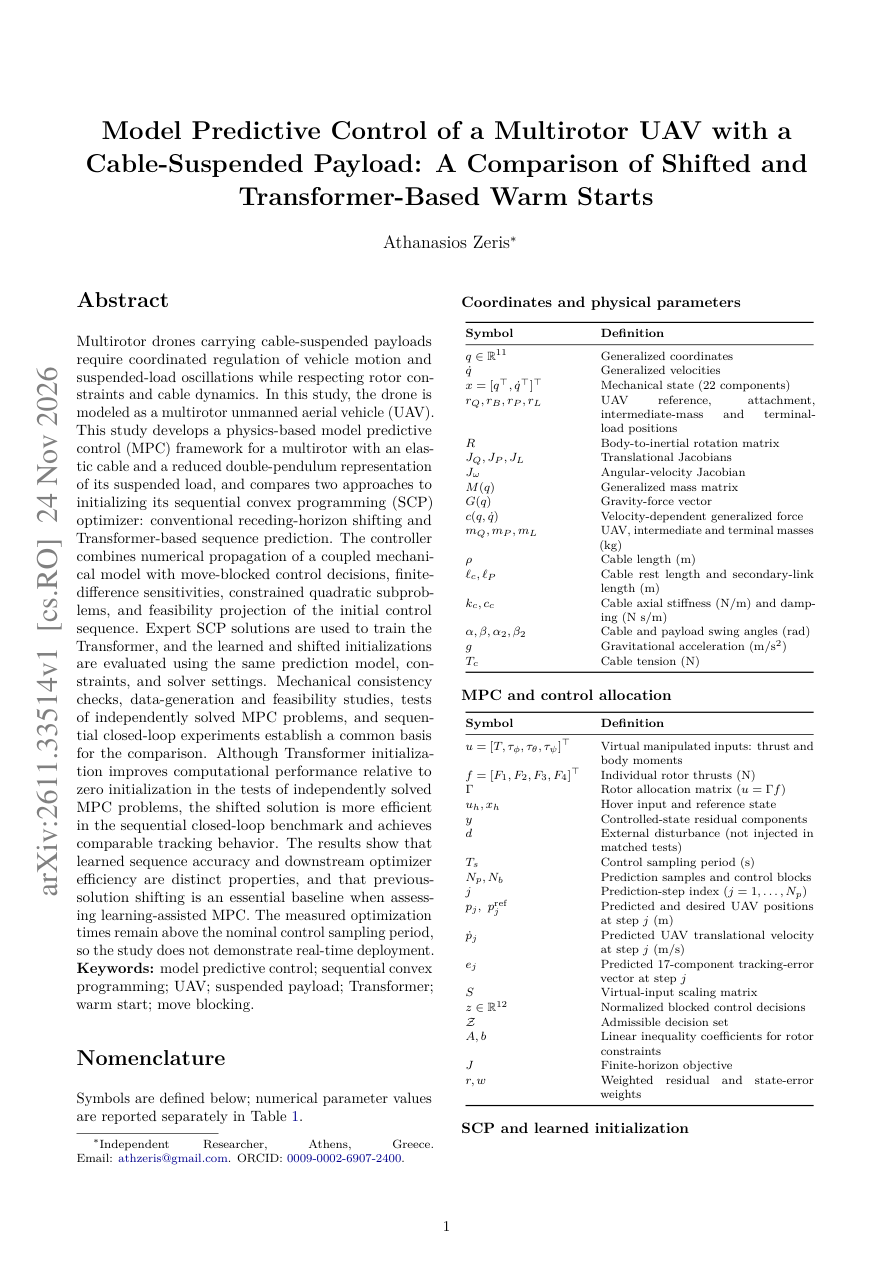 Model Predictive Control of a Multirotor UAV with a
Cable-Suspended Payload: A Comparison of Shifted and
Transformer-Based Warm Starts
Athanasios Zeris*
arXiv:2611.33514v1 [cs.RO] 24 Nov 2026
Abstract
Multirotor drones carrying cable-suspended payloads
require coordinated regulation of vehicle motion and
suspended-load oscillations while respecting rotor con-
straints and cable dynamics. In this study, the drone is
modeled as a multirotor unmanned aerial vehicle (UAV).
This study develops a physics-based model predictive
control (MPC) framework for a multirotor with an elas-
tic cable and a reduced double-pendulum representation
of its suspended load, and compares two approaches to
initializing its sequential convex programming (SCP)
optimizer: conventional receding-horizon shifting and
Transformer-based sequence prediction. The controller
combines numerical propagation of a coupled mechani-
cal model with move-blocked control decisions, finite-
difference sensitivities, constrained quadratic subprob-
lems, and feasibility projection of the initial control
sequence. Expert SCP solutions are used to train the
Transformer, and the learned and shifted initializations
are evaluated using the same prediction model, con-
straints, and solver settings. Mechanical consistency
checks, data-generation and feasibility studies, tests
of independently solved MPC problems, and sequen-
tial closed-loop experiments establish a common basis
for the comparison. Although Transformer initializa-
tion improves computational performance relative to
zero initialization in the tests of independently solved
MPC problems, the shifted solution is more efficient
in the sequential closed-loop benchmark and achieves
comparable tracking behavior. The results show that
learned sequence accuracy and downstream optimizer
efficiency are distinct properties, and that previous-
solution shifting is an essential baseline when assess-
ing learning-assisted MPC. The measured optimization
times remain above the nominal control sampling period,
so the study does not demonstrate real-time deployment.
Keywords: model predictive control; sequential convex
programming; UAV; suspended payload; Transformer;
warm start; move blocking.
Nomenclature
Symbols are defined below; numerical parameter values
are reported separately in Table 1.
*Independent Researcher, Athens, Greece.
Email: athzeris@gmail.com. ORCID: 0009-0002-6907-2400.
Coordinates and physical parameters
Symbol Definition
q ∈ ℝ¹¹ Generalized coordinates
q̇ Generalized velocities
x = [q⊤, q̇⊤]⊤ Mechanical state (22 components)
r_Q, r_B, r_P, r_L UAV reference, attachment,
intermediate-mass and terminal-
load positions
R Body-to-inertial rotation matrix
J_Q, J_P, J_L Translational Jacobians
J_ω Angular-velocity Jacobian
M(q) Generalized mass matrix
G(q) Gravity-force vector
c(q, q̇) Velocity-dependent generalized force
m_Q, m_P, m_L UAV, intermediate and terminal masses
(kg)
ρ Cable length (m)
ℓ_c, ℓ_P Cable rest length and secondary-link
length (m)
k_c, c_c Cable axial stiffness (N/m) and damp-
ing (N s/m)
α, β, α₂, β₂ Cable and payload swing angles (rad)
g Gravitational acceleration (m/s²)
T_c Cable tension (N)
MPC and control allocation
Symbol Definition
u = [T, τ_ϕ, τ_θ, τ_ψ]⊤ Virtual manipulated inputs: thrust and
body moments
f = [F₁, F₂, F₃, F₄]⊤ Individual rotor thrusts (N)
Γ Rotor allocation matrix (u = Γf)
u_h, x_h Hover input and reference state
y Controlled-state residual components
d External disturbance (not injected in
matched tests)
T_s Control sampling period (s)
N_p, N_b Prediction samples and control blocks
j Prediction-step index (j = 1, . . . , N_p)
p_j, p_j^ref Predicted and desired UAV positions
at step j (m)
ṗ_j Predicted UAV translational velocity
at step j (m/s)
e_j Predicted 17-component tracking-error
vector at step j
S Virtual-input scaling matrix
z ∈ ℝ¹² Normalized blocked control decisions
𝒵 Admissible decision set
A, b Linear inequality coefficients for rotor
constraints
J Finite-horizon objective
r, w Weighted residual and state-error
weights
SCP and learned initialization
1